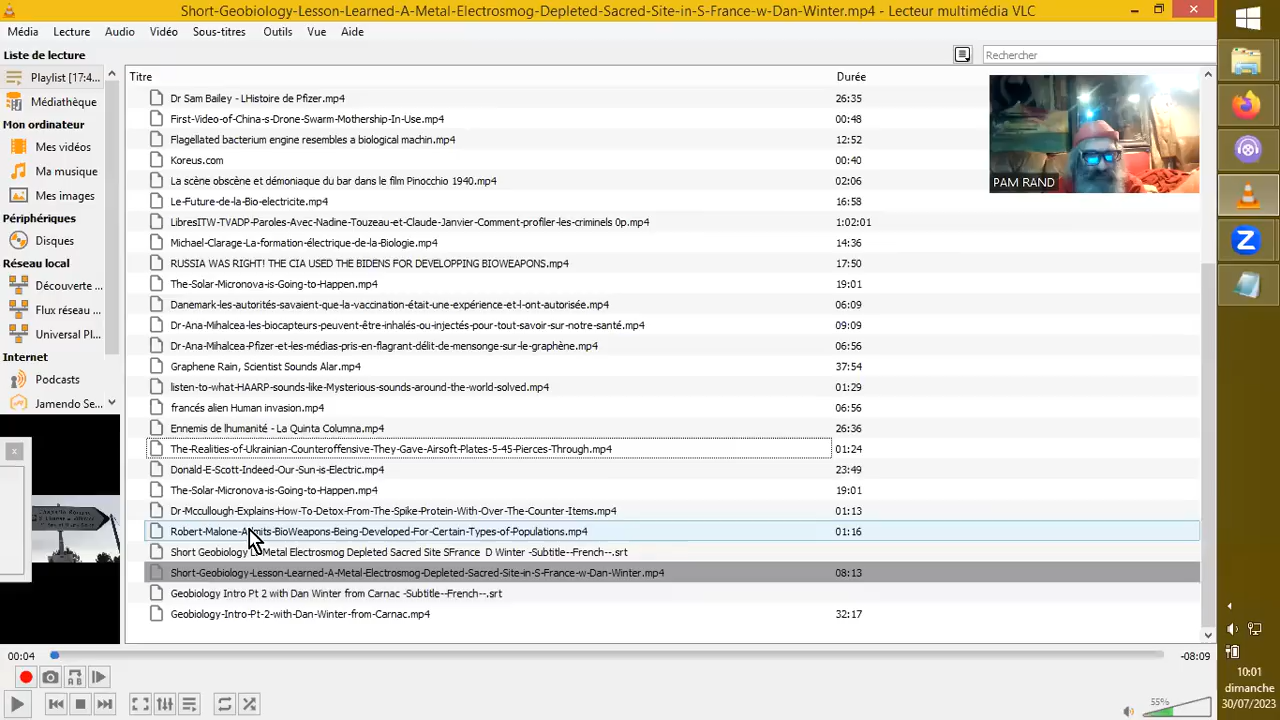 Short-Geobiology-Lesson-Learned-A-Metal-Electrosmog-Depleted-Sacred-Site-in-S-France-w-Dan-Winter.mp4 - Lecteur multimédia VLC
Média Lecture Audio Vidéo Sous-titres Outils Vue Aide
Liste de lecture
Playlist [17:4...
Médiathèque
Mon ordinateur
Mes vidéos
Ma musique
Mes images
Périphériques
Disques
Réseau local
Découverte ...
Flux réseau ...
Universal Pl...
Internet
Podcasts
Jamendo Se...
Rechercher
Titre Durée
Dr Sam Bailey - LHistoire de Pfizer.mp4 26:35
First-Video-of-China-s-Drone-Swarm-Mothership-In-Use.mp4 00:48
Flagellated bacterium engine resembles a biological machin.mp4 12:52
Koreus.com 00:40
La scène obscène et démoniaque du bar dans le film Pinocchio 1940.mp4 02:06
Le-Future-de-la-Bio-electricite.mp4 16:58
LibresITW-TVADP-Paroles-Avec-Nadine-Touzeau-et-Claude-Janvier-Comment-profiler-les-criminels 0p.mp4 1:02:01
Michael-Clarage-La-formation-électrique-de-la-Biologie.mp4 14:36
RUSSIA WAS RIGHT! THE CIA USED THE BIDENS FOR DEVELOPPING BIOWEAPONS.mp4 17:50
The-Solar-Micronova-is-Going-to-Happen.mp4 19:01
Danemark-les-autorités-savaient-que-la-vaccination-était-une-expérience-et-l-ont-autorisée.mp4 06:09
Dr-Ana-Mihalcea-les-biocapteurs-peuvent-être-inhalés-ou-injectés-pour-tout-savoir-sur-notre-santé.mp4 09:09
Dr-Ana-Mihalcea-Pfizer-et-les-médias-pris-en-flagrant-délit-de-mensonge-sur-le-graphène.mp4 06:56
Graphene Rain, Scientist Sounds Alar.mp4 37:54
listen-to-what-HAARP-sounds-like-Mysterious-sounds-around-the-world-solved.mp4 01:29
francés alien Human invasion.mp4 06:56
Ennemis de lhumanité - La Quinta Columna.mp4 26:36
The-Realities-of-Ukrainian-Counteroffensive-They-Gave-Airsoft-Plates-5-45-Pierces-Through.mp4 01:24
Donald-E-Scott-Indeed-Our-Sun-is-Electric.mp4 23:49
The-Solar-Micronova-is-Going-to-Happen.mp4 19:01
Dr-Mccullough-Explains-How-To-Detox-From-The-Spike-Protein-With-Over-The-Counter-Items.mp4 01:13
Robert-Malone-Admits-BioWeapons-Being-Developed-For-Certain-Types-of-Populations.mp4 01:16
Short Geobiology L Metal Electrosmog Depleted Sacred Site SFrance D Winter -Subtitle--French--.srt
Short-Geobiology-Lesson-Learned-A-Metal-Electrosmog-Depleted-Sacred-Site-in-S-France-w-Dan-Winter.mp4 08:13
Geobiology Intro Pt 2 with Dan Winter from Carnac -Subtitle--French--.srt
Geobiology-Intro-Pt-2-with-Dan-Winter-from-Carnac.mp4 32:17
PAM RAND
00:04 -08:09
55%
10:01
dimanche
30/07/2023